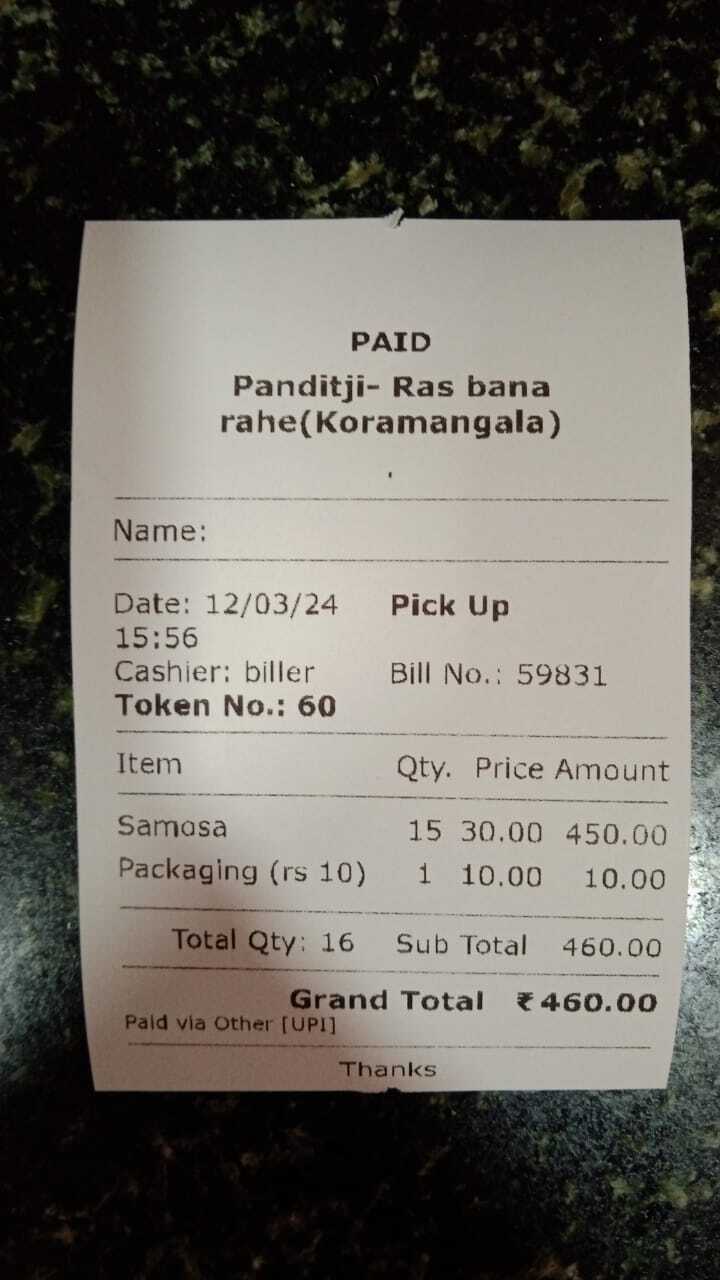 PAID
Panditji- Ras bana
rahe(Koramangala)
Name:
Date: 12/03/24 Pick Up
15:56
Cashier: biller Bill No.: 59831
Token No.: 60
Item Qty. Price Amount
Samosa 15 30.00 450.00
Packaging (rs 10) 1 10.00 10.00
Total Qty: 16 Sub Total 460.00
Grand Total ₹460.00
Paid via Other [UPI]
Thanks